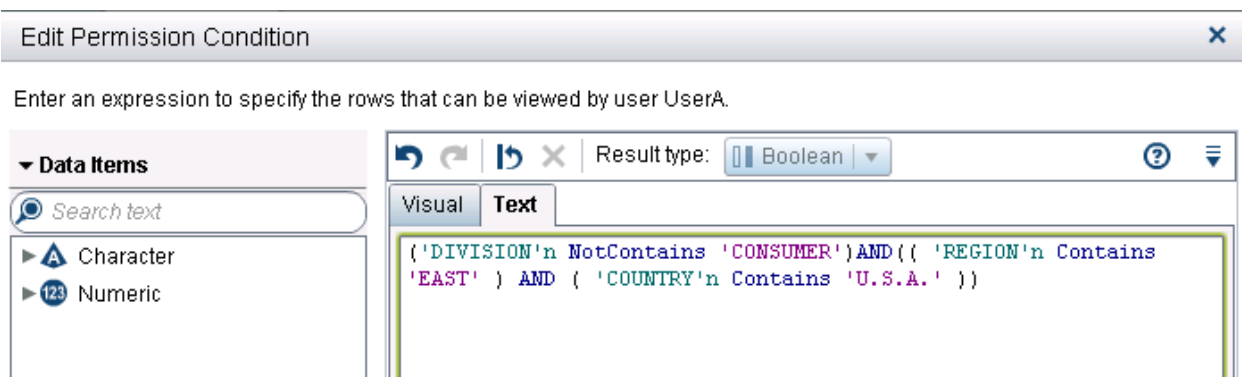 Edit Permission Condition
Enter an expression to specify the rows that can be viewed by user UserA.
Data Items
Search text
Character
123 Numeric
Result type: Boolean
Visual Text
('DIVISION'n NotContains 'CONSUMER')AND(( 'REGION'n Contains
'EAST' ) AND ( 'COUNTRY'n Contains 'U.S.A.' ))